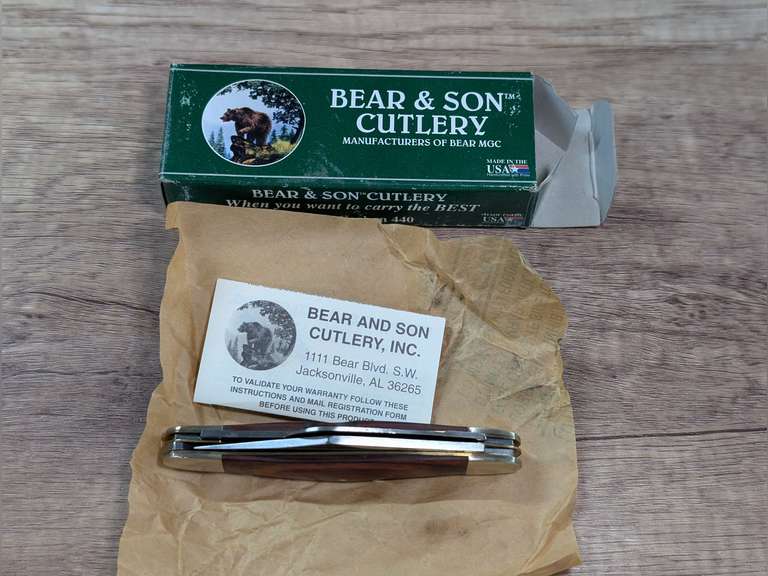 BEAR & SON™
CUTLERY
MANUFACTURERS OF BEAR MGC
MADE IN THE
USA
BEAR & SON™ CUTLERY
When you want to carry the BEST
440
USA
BEAR AND SON
CUTLERY, INC.
1111 Bear Blvd. S.W.
Jacksonville, AL 36265
TO VALIDATE YOUR WARRANTY FOLLOW THESE
INSTRUCTIONS AND MAIL REGISTRATION FORM
BEFORE USING THIS PRODUCT